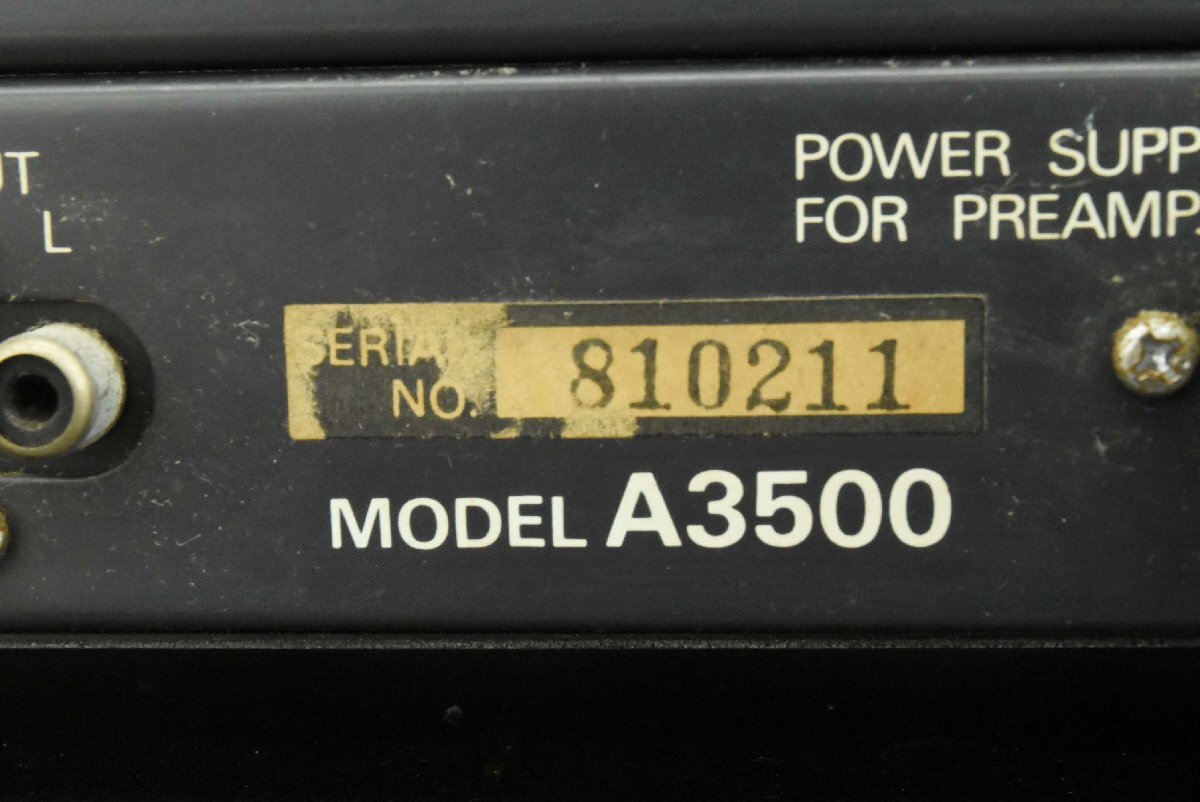 UT
L
POWER SUPP
FOR PREAMP.
SERIAL
NO.
810211
MODEL A3500